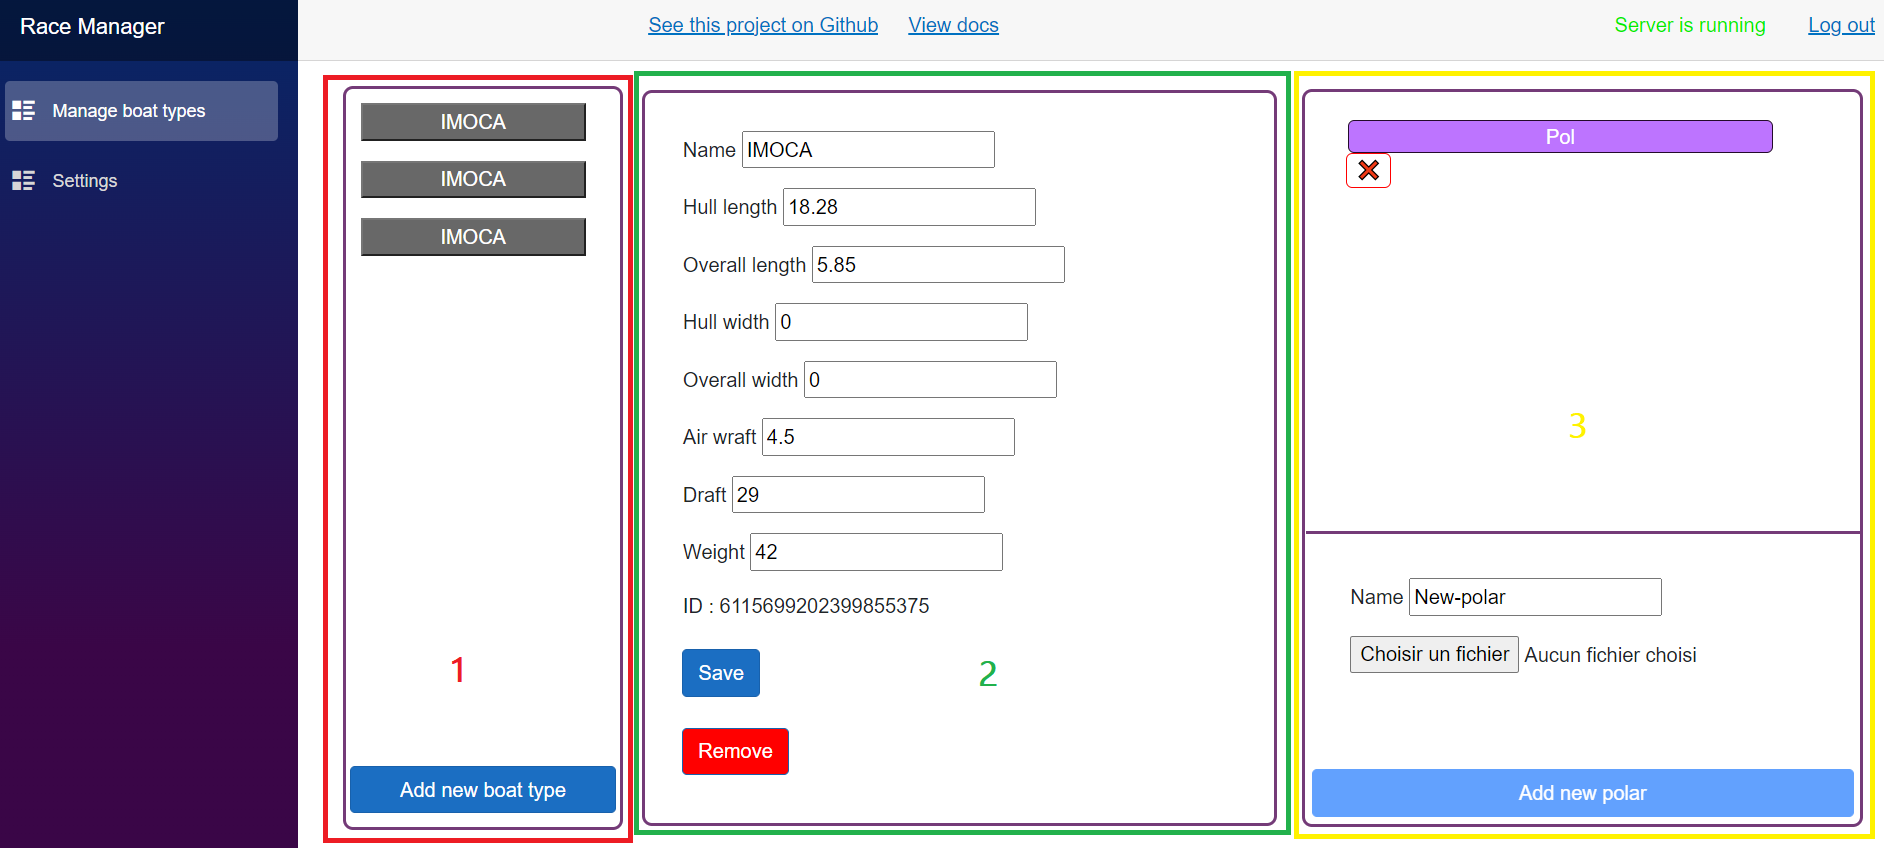 Race Manager
See this project on Github
View docs
Server is running
Log out
Manage boat types
Settings
IMOCA
IMOCA
IMOCA
1
Add new boat type
Name IMOCA
Hull length 18.28
Overall length 5.85
Hull width 0
Overall width 0
Air wraft 4.5
Draft 29
Weight 42
ID : 6115699202399855375
Save
2
Remove
Pol
3
Name New-polar
Choisir un fichier Aucun fichier choisi
Add new polar